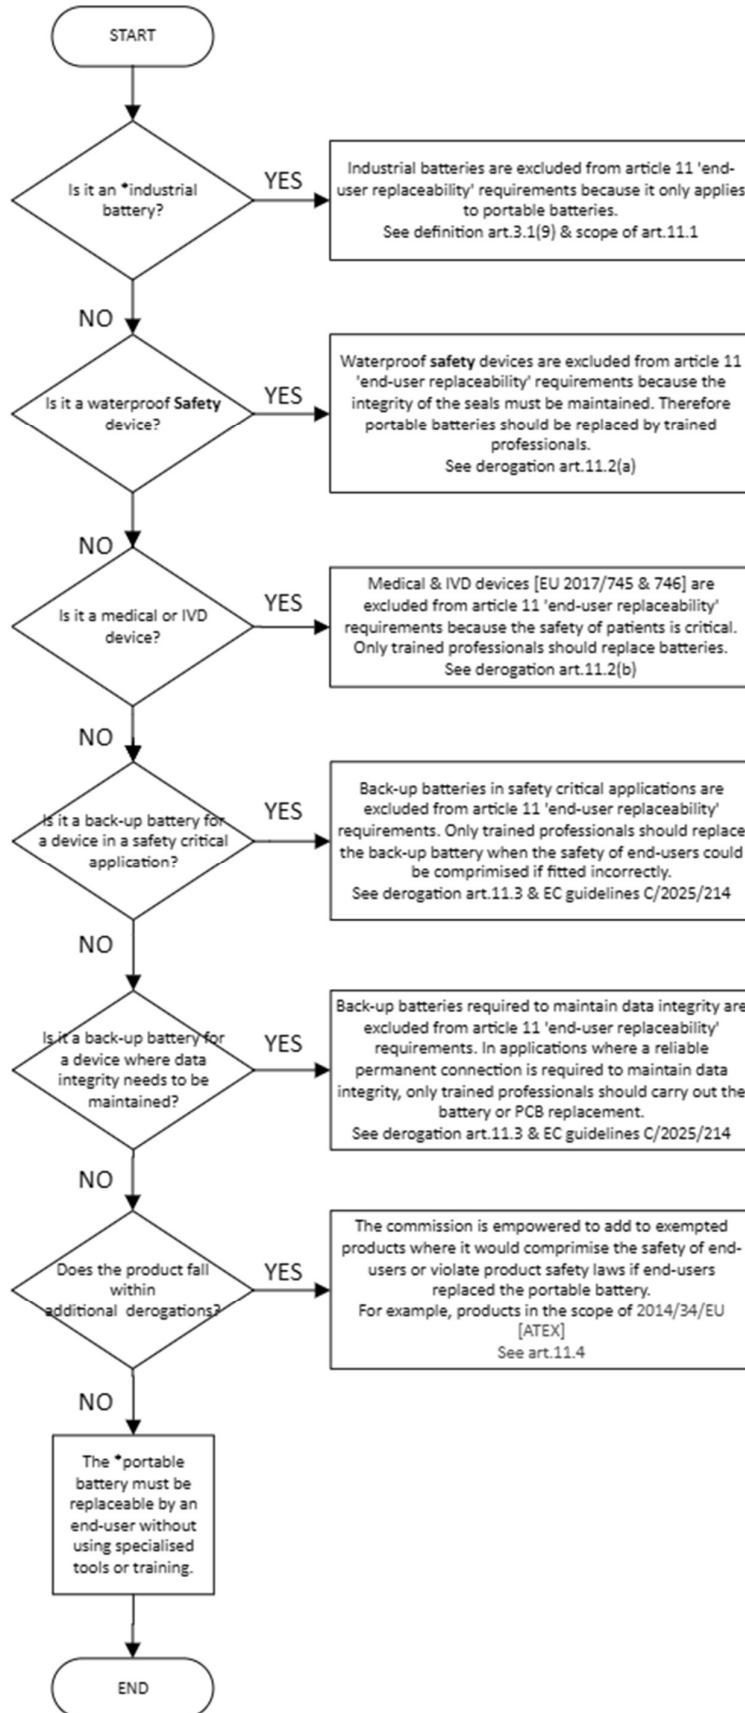 START
Is it an *industrial
battery?
YES
Industrial batteries are excluded from article 11 'end-
user replaceability' requirements because it only applies
to portable batteries.
See definition art.3.1(9) & scope of art.11.1
NO
Is it a waterproof Safety
device?
YES
Waterproof safety devices are excluded from article 11
'end-user replaceability' requirements because the
integrity of the seals must be maintained. Therefore
portable batteries should be replaced by trained
professionals.
See derogation art.11.2(a)
NO
Is it a medical or IVD
device?
YES
Medical & IVD devices [EU 2017/745 & 746] are
excluded from article 11 'end-user replaceability'
requirements because the safety of patients is critical.
Only trained professionals should replace batteries.
See derogation art.11.2(b)
NO
Is it a back-up battery for
a device in a safety critical
application?
YES
Back-up batteries in safety critical applications are
excluded from article 11 'end-user replaceability'
requirements. Only trained professionals should replace
the back-up battery when the safety of end-users could
be comprimised if fitted incorrectly.
See derogation art.11.3 & EC guidelines C/2025/214
NO
Is it a back-up battery for
a device where data
integrity needs to be
maintained?
YES
Back-up batteries required to maintain data integrity are
excluded from article 11 'end-user replaceability'
requirements. In applications where a reliable
permanent connection is required to maintain data
integrity, only trained professionals should carry out the
battery or PCB replacement.
See derogation art.11.3 & EC guidelines C/2025/214
NO
Does the product fall
within
additional derogations?
YES
The commission is empowered to add to exempted
products where it would comprimise the safety of end-
users or violate product safety laws if end-users
replaced the portable battery.
For example, products in the scope of 2014/34/EU
[ATEX]
See art.11.4
NO
The *portable
battery must be
replaceable by an
end-user without
using specialised
tools or training.
END